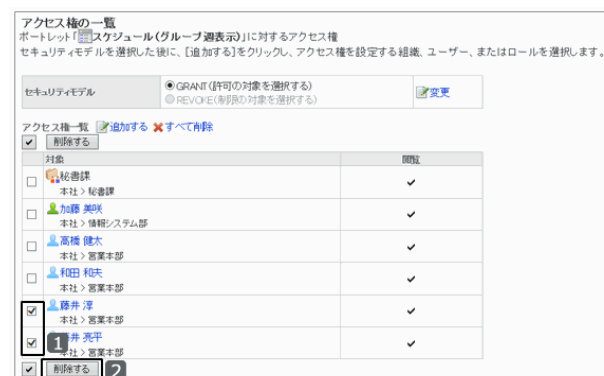 アクセス権の一覧
ポートレット「スケジュール(グループ週表示)」に対するアクセス権
セキュリティモデルを選択した後に、[追加する]をクリックし、アクセス権を設定する組織、ユーザー、またはロールを選択します。
セキュリティモデル
GRANT(許可の対象を選択する)
REVOKE(制限の対象を選択する)
変更
アクセス権一覧 追加する すべて削除
削除する
対象 閲覧
秘書課
本社 > 秘書課
加藤 美咲
本社 > 情報システム部
高橋 健太
本社 > 営業本部
和田 和夫
本社 > 営業本部
藤井 淳
本社 > 営業本部
井 亮平
1 本社 > 営業本部
削除する 2